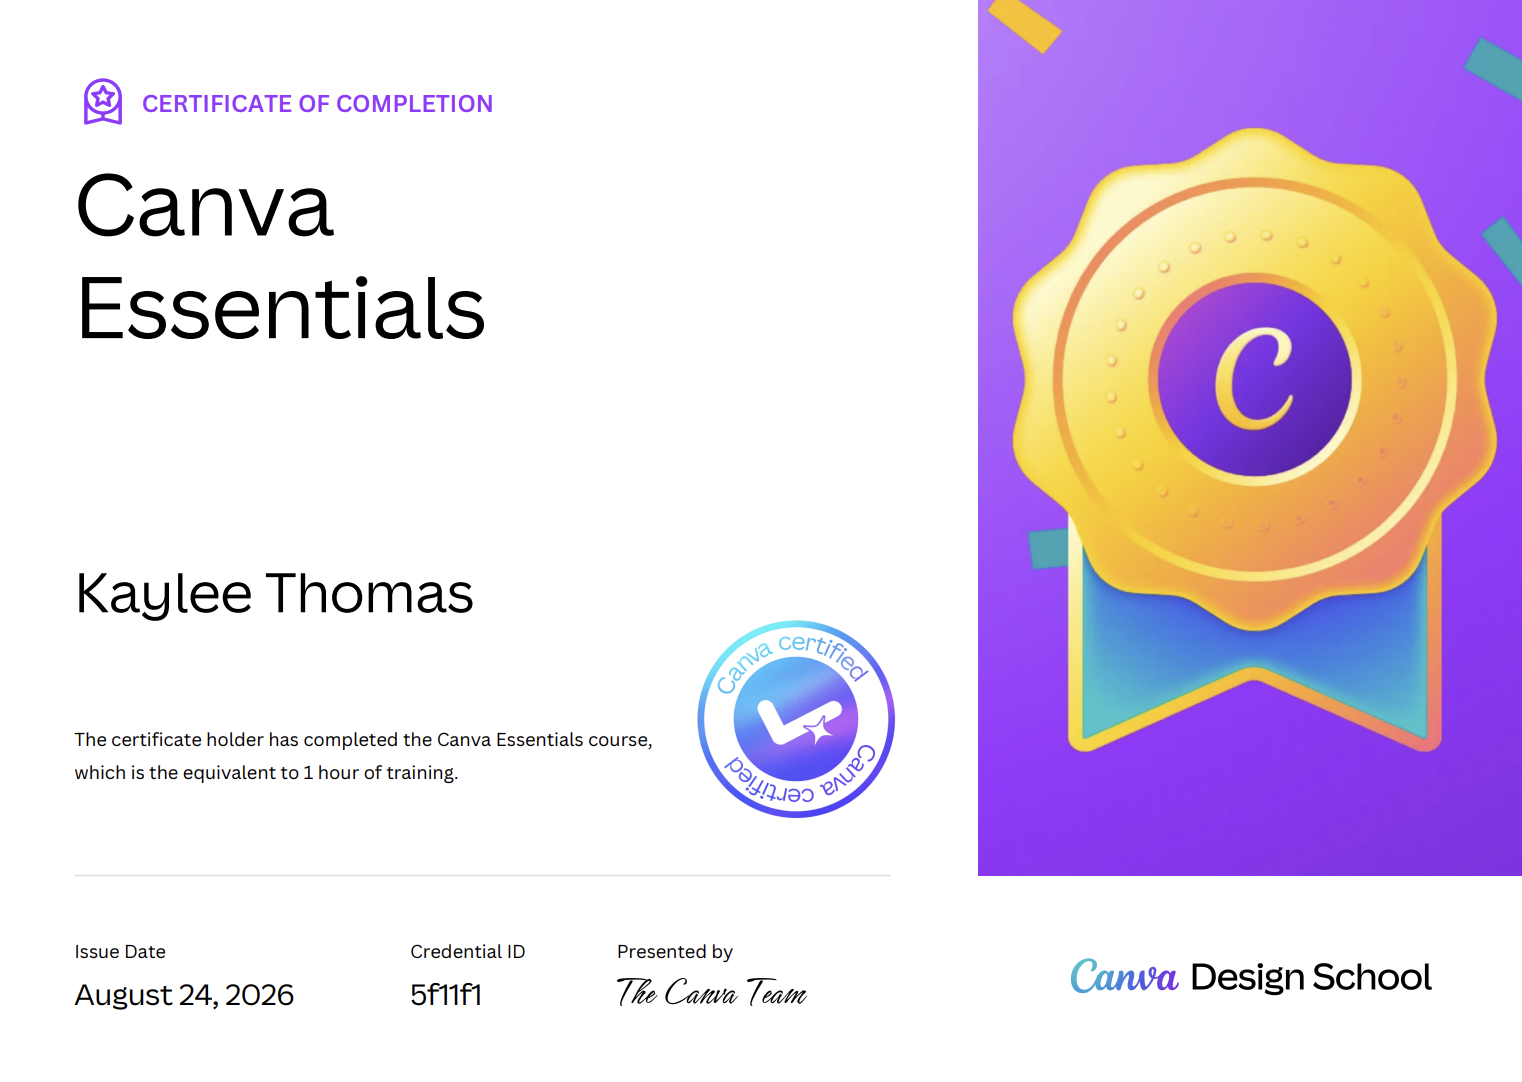 CERTIFICATE OF COMPLETION
Canva
Essentials
Kaylee Thomas
Canva certified
Canva certified
The certificate holder has completed the Canva Essentials course,
which is the equivalent to 1 hour of training.
Issue Date
August 24, 2026
Credential ID
5f11f1
Presented by
The Canva Team
C
Canva Design School